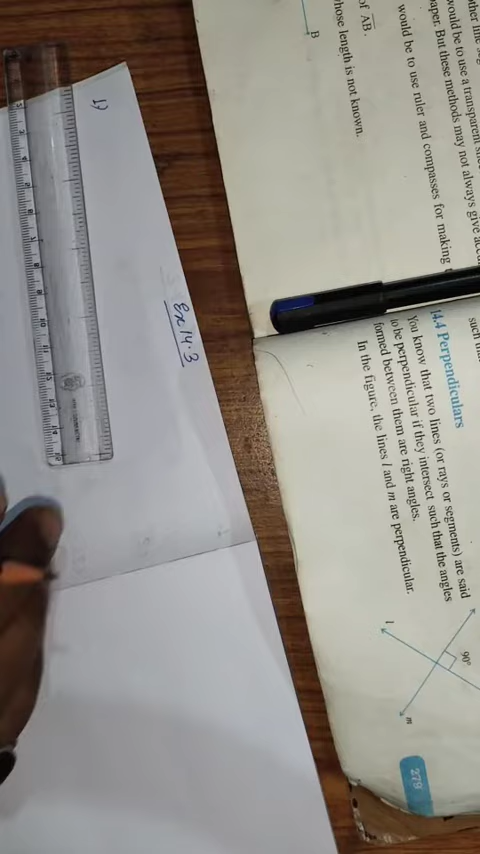 1)
Ex 14.3
of AB.
whose length is not known.
would be to use a transparent
paper. But these methods may not always give
would be to use ruler and compasses for making
B
such
14.4 Perpendiculars
You know that two lines (or rays or segments) are said
to be perpendicular if they intersect such that the angles
formed between them are right angles.
In the figure, the lines l and m are perpendicular.
90°
l
m
279